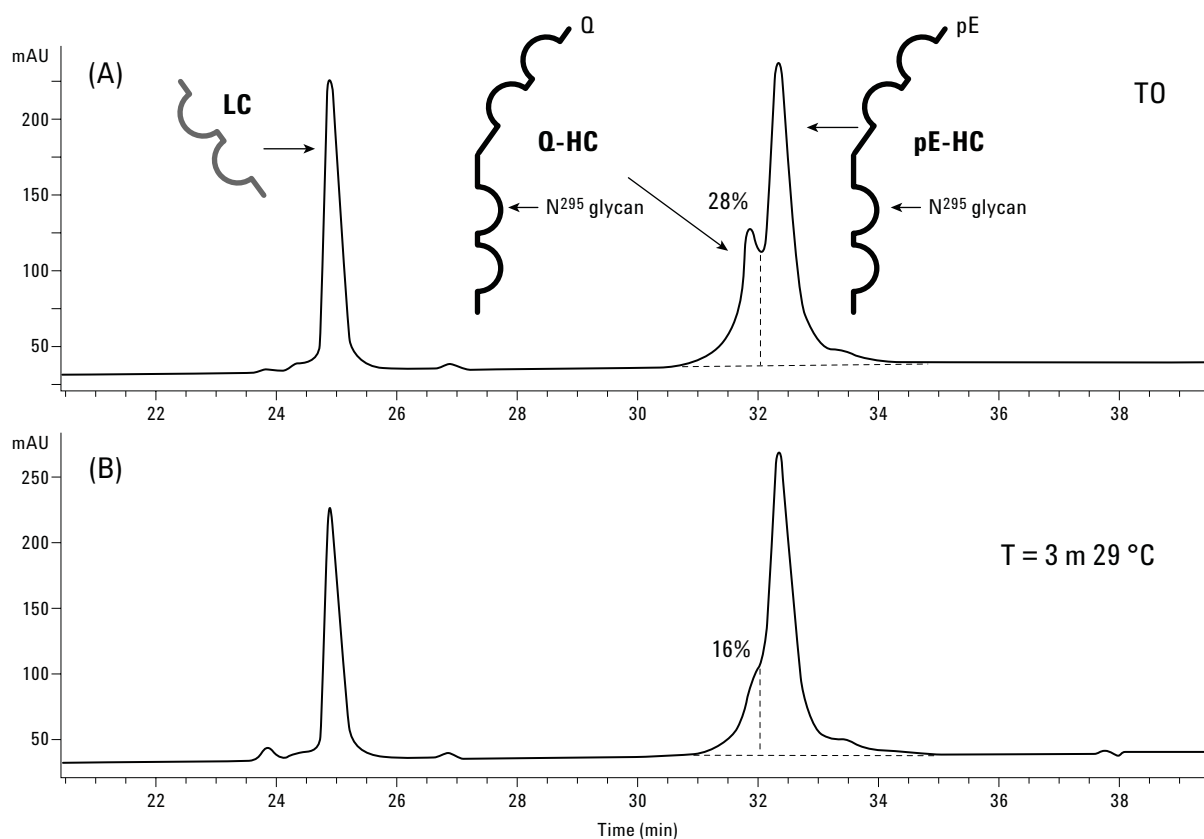 Q
pE
mAU
(A)
LC
Q-HC
pE-HC
TO
200
28%
150
N²⁹⁵ glycan
N²⁹⁵ glycan
100
50
22 24 26 28 30 32 34 36 38
mAU
(B)
250
T = 3 m 29 °C
200
150
16%
100
50
22 24 26 28 30 32 34 36 38
Time (min)